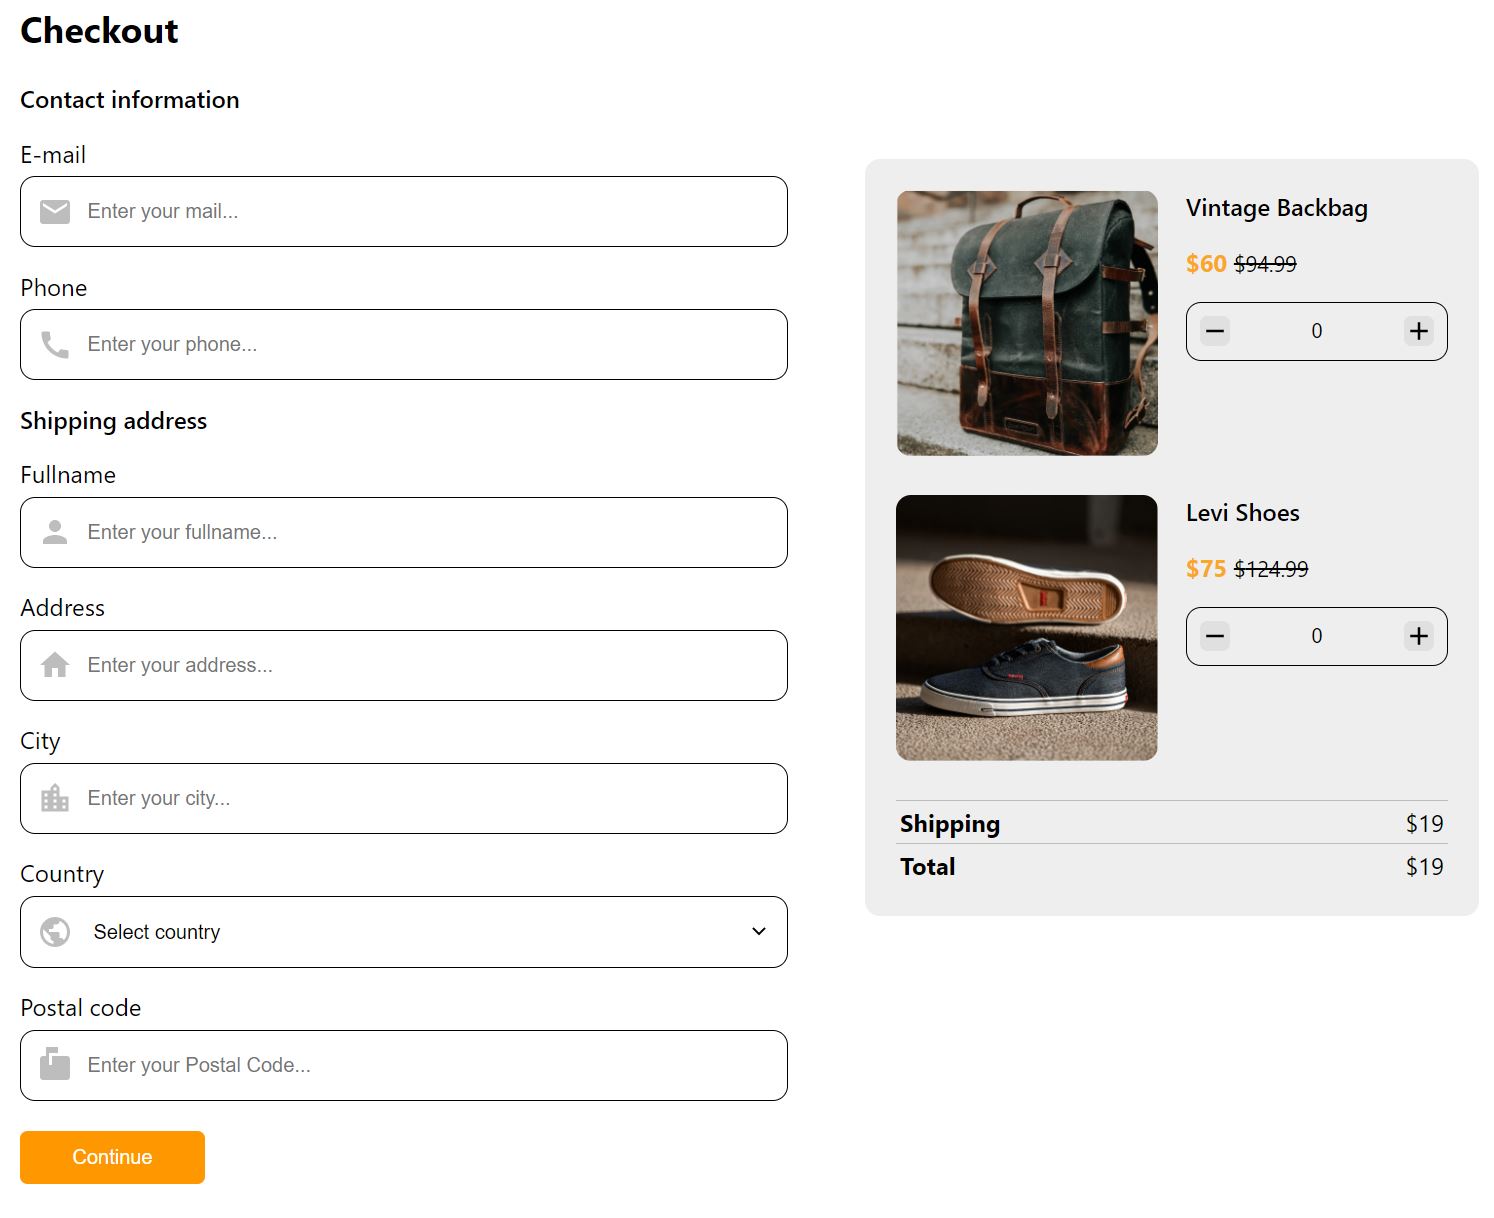 Checkout
Contact information
E-mail
Enter your mail...
Phone
Enter your phone...
Shipping address
Fullname
Enter your fullname...
Address
Enter your address...
City
Enter your city...
Country
Select country
Postal code
Enter your Postal Code...
Continue
Vintage Backbag
$60 $94.99
0
Levi Shoes
$75 $124.99
0
Shipping $19
Total $19